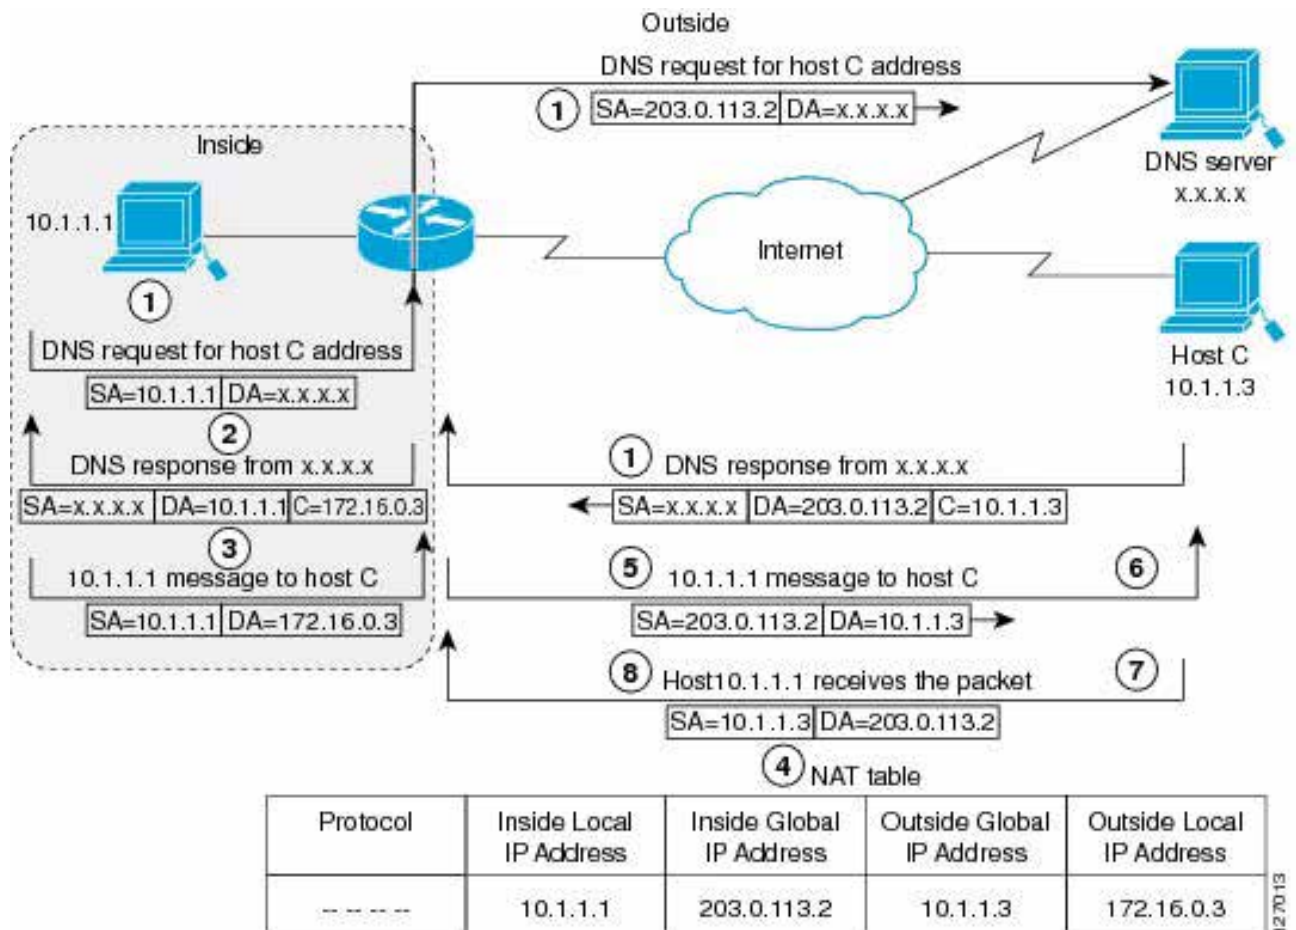 Outside
DNS request for host C address
1
SA=203.0.113.2 DA=x.x.x.x
Inside
DNS server
x.x.x.x
10.1.1.1
Internet
1
Host C
10.1.1.3
DNS request for host C address
SA=10.1.1.1 DA=x.x.x.x
2
DNS response from x.x.x.x
SA=x.x.x.x DA=10.1.1.1 C=172.16.0.3
1 DNS response from x.x.x.x
SA=x.x.x.x DA=203.0.113.2 C=10.1.1.3
3
10.1.1.1 message to host C
SA=10.1.1.1 DA=172.16.0.3
5 10.1.1.1 message to host C 6
SA=203.0.113.2 DA=10.1.1.3
8 Host10.1.1.1 receives the packet 7
SA=10.1.1.3 DA=203.0.113.2
4 NAT table
Protocol Inside Local IP Address Inside Global IP Address Outside Global IP Address Outside Local IP Address
-- -- -- -- 10.1.1.1 203.0.113.2 10.1.1.3 172.16.0.3
127013